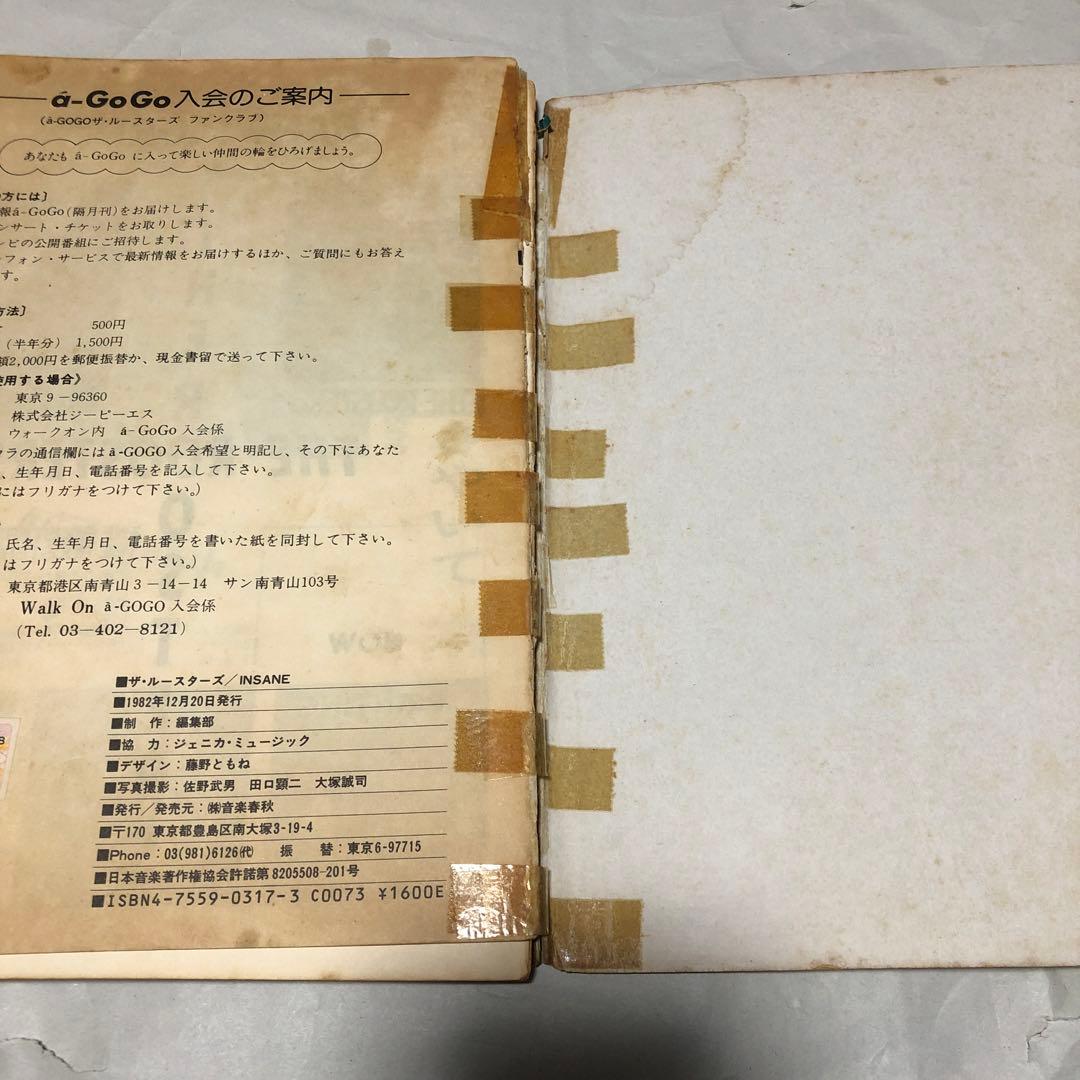 á-GoGo 入会のご案内
(à-GOGOザ・ルースターズ ファンクラブ)
あなたも á-GoGo に入って楽しい仲間の輪をひろげましょう。
方には〕
報á-GoGo(隔月刊)をお届けします。
ンサート・チケットをお取りします。
レビの公開番組にご招待します。
フォン・サービスで最新情報をお届けするほか、ご質問にもお答え
す。
方法〕
500円
(半年分) 1,500円
額2,000円を郵便振替か、現金書留で送って下さい。
使用する場合》
東京9-96360
株式会社ジーピーエス
ウォークオン内 á-GoGo 入会係
ウラの通信欄にはà-GOGO 入会希望と明記し、その下にあなた
、生年月日、電話番号を記入して下さい。
にはフリガナをつけて下さい。)
氏名、生年月日、電話番号を書いた紙を同封して下さい。
はフリガナをつけて下さい。)
東京都港区南青山3-14-14 サン南青山103号
Walk On à-GOGO 入会係
(Tel. 03-402-8121)
■ザ・ルースターズ/INSANE
■1982年12月20日発行
■制 作:編集部
■協 力:ジェニカ・ミュージック
■デザイン:藤野ともね
■写真撮影:佐野武男 田口顕二 大塚誠司
■発行/発売元:㈱音楽春秋
■〒170 東京都豊島区南大塚3-19-4
■Phone:03(981)6126㈹ 振 替:東京6-97715
■日本音楽著作権協会許諾第8205508-201号
■ISBN4-7559-0317-3 C0073 ¥1600E